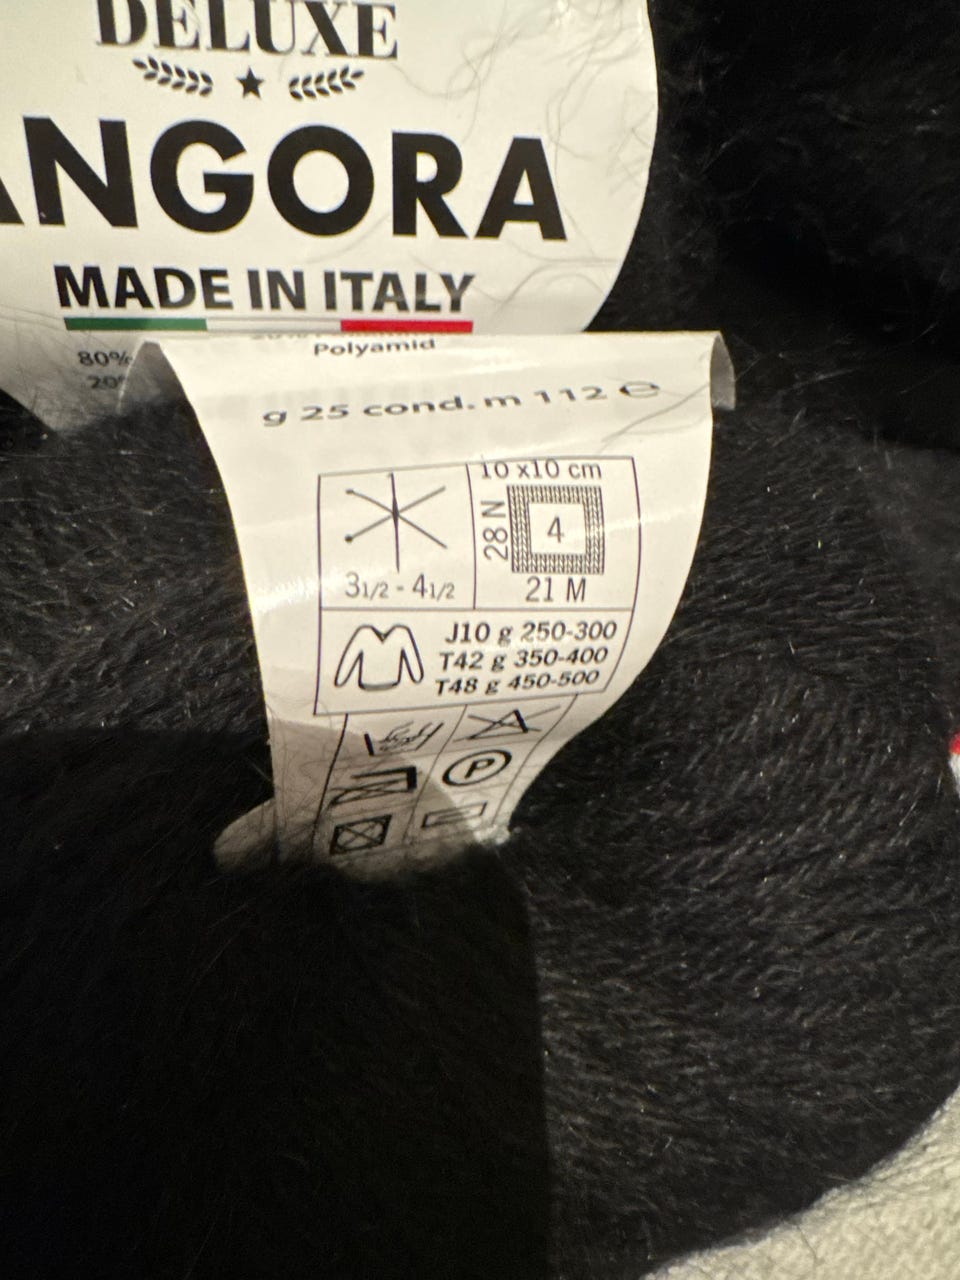 DELUXE
ANGORA
MADE IN ITALY
80%
20%
Polyamid
g 25 cond. m 112 ℮
10 x10 cm
28 N
4
21 M
3 1/2 - 4 1/2
J10 g 250-300
T42 g 350-400
T48 g 450-500
P